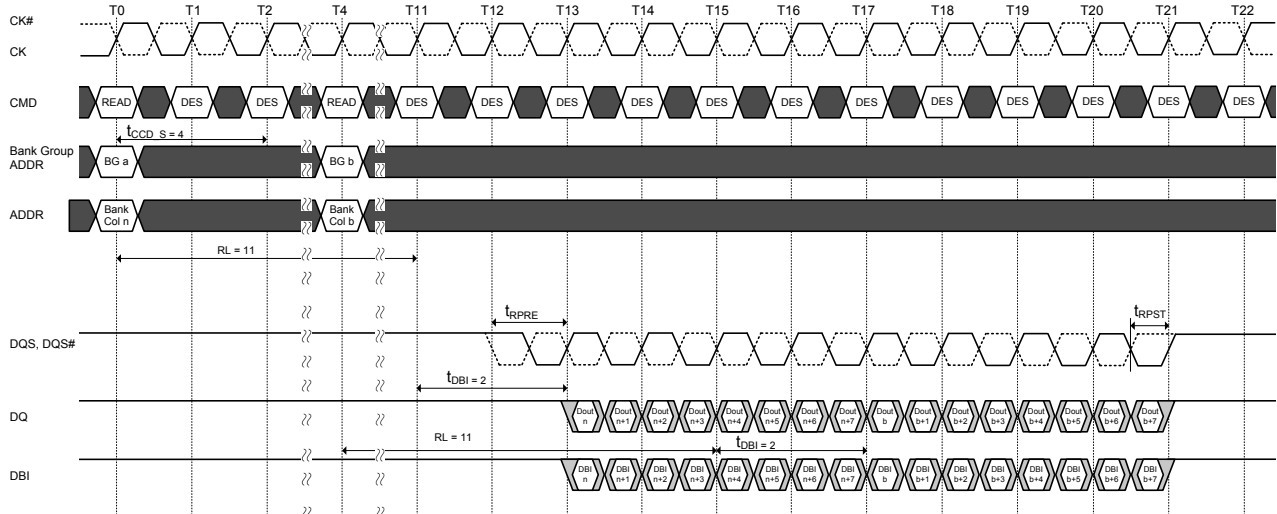 T0 T1 T2 T4 T11 T12 T13 T14 T15 T16 T17 T18 T19 T20 T21 T22
CK#
CK
CMD READ DES DES READ DES DES DES DES DES DES DES DES DES DES DES DES
tCCD_S = 4
Bank Group
ADDR
BG a BG b
ADDR
Bank
Col n
Bank
Col b
RL = 11
tRPRE tRPST
DQS, DQS#
tDBI = 2
DQ
Dout
n
Dout
n+1
Dout
n+2
Dout
n+3
Dout
n+4
Dout
n+5
Dout
n+6
Dout
n+7
Dout
b
Dout
b+1
Dout
b+2
Dout
b+3
Dout
b+4
Dout
b+5
Dout
b+6
Dout
b+7
RL = 11 tDBI = 2
DBI
DBI
n
DBI
n+1
DBI
n+2
DBI
n+3
DBI
n+4
DBI
n+5
DBI
n+6
DBI
n+7
DBI
b
DBI
b+1
DBI
b+2
DBI
b+3
DBI
b+4
DBI
b+5
DBI
b+6
DBI
b+7